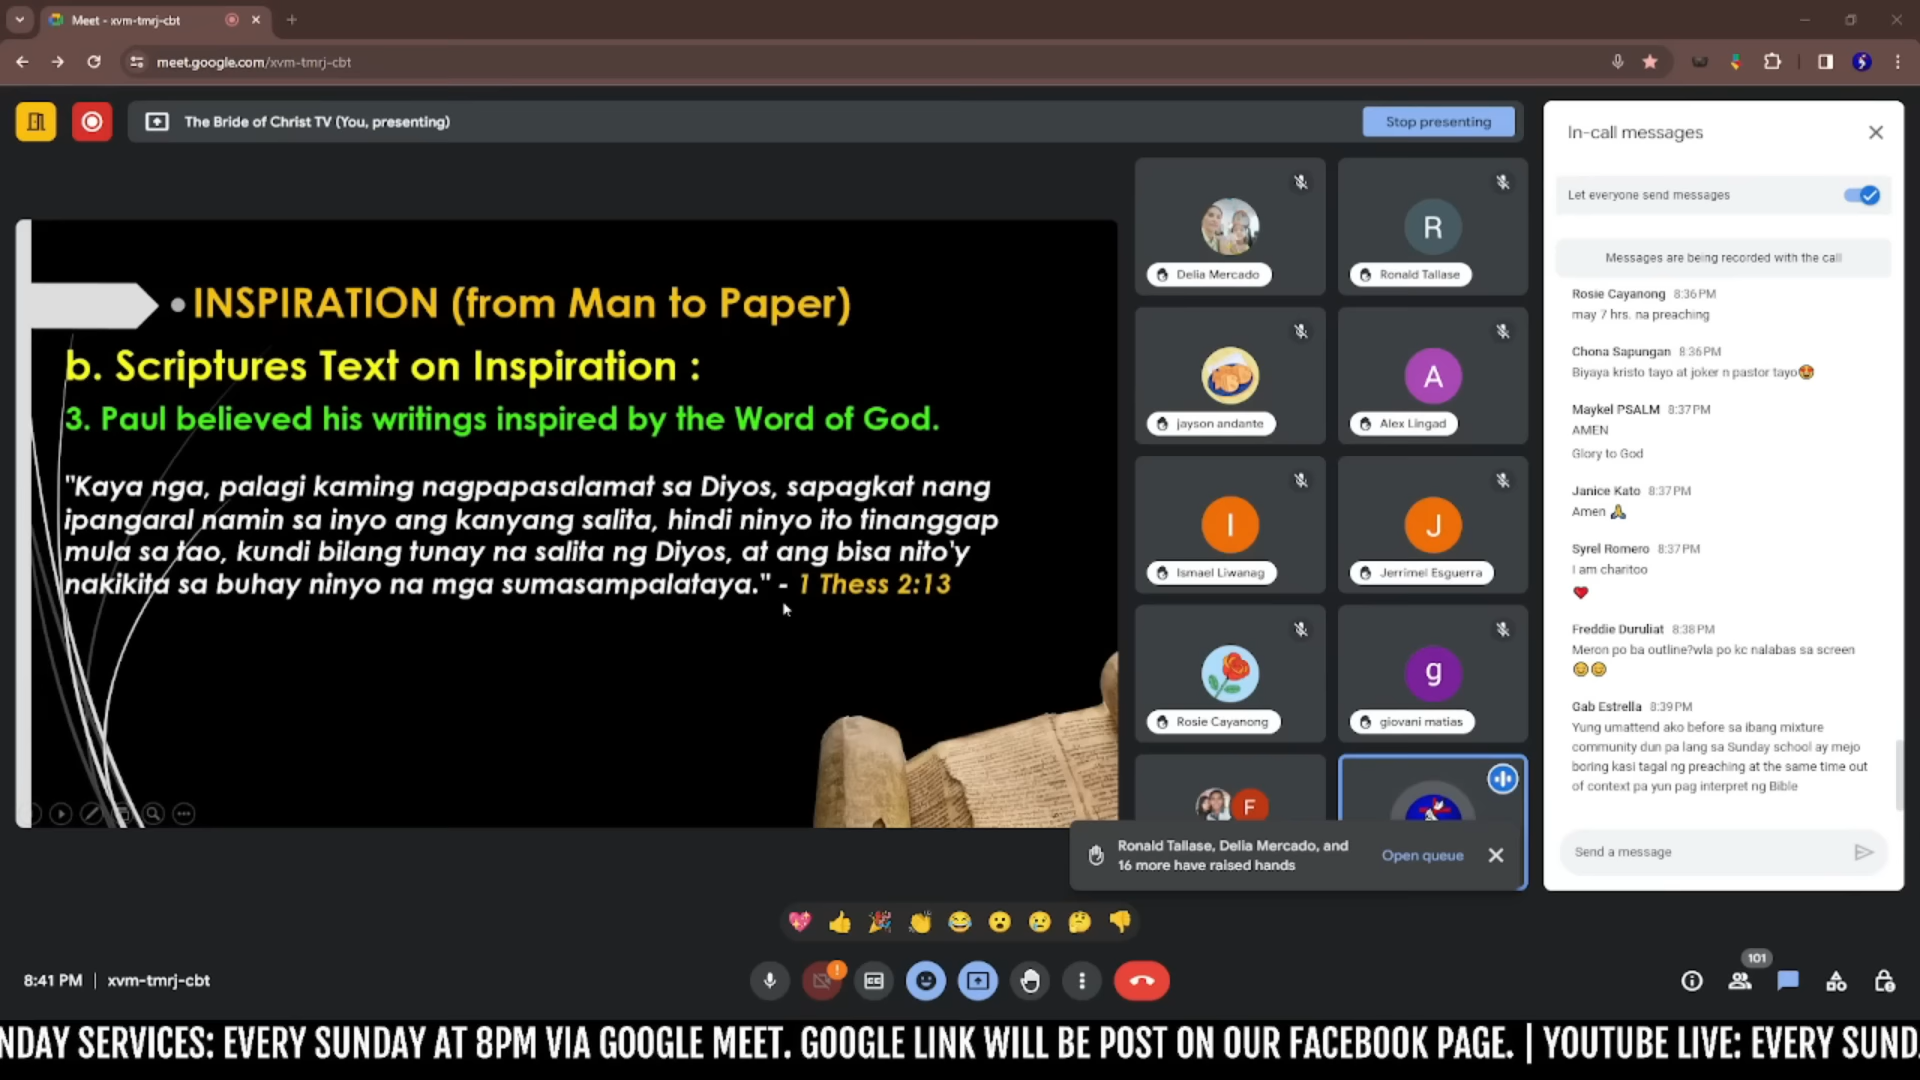 Meet - xvm-tmrj-cbt
meet.google.com/xvm-tmrj-cbt
The Bride of Christ TV (You, presenting)
Stop presenting
• INSPIRATION (from Man to Paper)
b. Scriptures Text on Inspiration :
3. Paul believed his writings inspired by the Word of God.
"Kaya nga, palagi kaming nagpapasalamat sa Diyos, sapagkat nang
ipangaral namin sa inyo ang kanyang salita, hindi ninyo ito tinanggap
mula sa tao, kundi bilang tunay na salita ng Diyos, at ang bisa nito'y
nakikita sa buhay ninyo na mga sumasampalataya." - 1 Thess 2:13
Delia Mercado
R
Ronald Tallase
jayson andante
A
Alex Lingad
I
Ismael Liwanag
J
Jerrimel Esguerra
Rosie Cayanong
g
giovani matias
F
Ronald Tallase, Delia Mercado, and
16 more have raised hands
Open queue
In-call messages
Let everyone send messages
Messages are being recorded with the call
Rosie Cayanong 8:36 PM
may 7 hrs. na preaching
Chona Sapungan 8:36 PM
Biyaya kristo tayo at joker n pastor tayo😍
Maykel PSALM 8:37 PM
AMEN
Glory to God
Janice Kato 8:37 PM
Amen 🙏
Syrel Romero 8:37 PM
I am charitoo
❤️
Freddie Duruliat 8:38 PM
Meron po ba outline?wla po kc nalabas sa screen
😊😊
Gab Estrella 8:39 PM
Yung umattend ako before sa ibang mixture
community dun pa lang sa Sunday school ay mejo
boring kasi tagal ng preaching at the same time out
of context pa yun pag interpret ng Bible
Send a message
8:41 PM | xvm-tmrj-cbt
101
NDAY SERVICES: EVERY SUNDAY AT 8PM VIA GOOGLE MEET. GOOGLE LINK WILL BE POST ON OUR FACEBOOK PAGE. | YOUTUBE LIVE: EVERY SUND